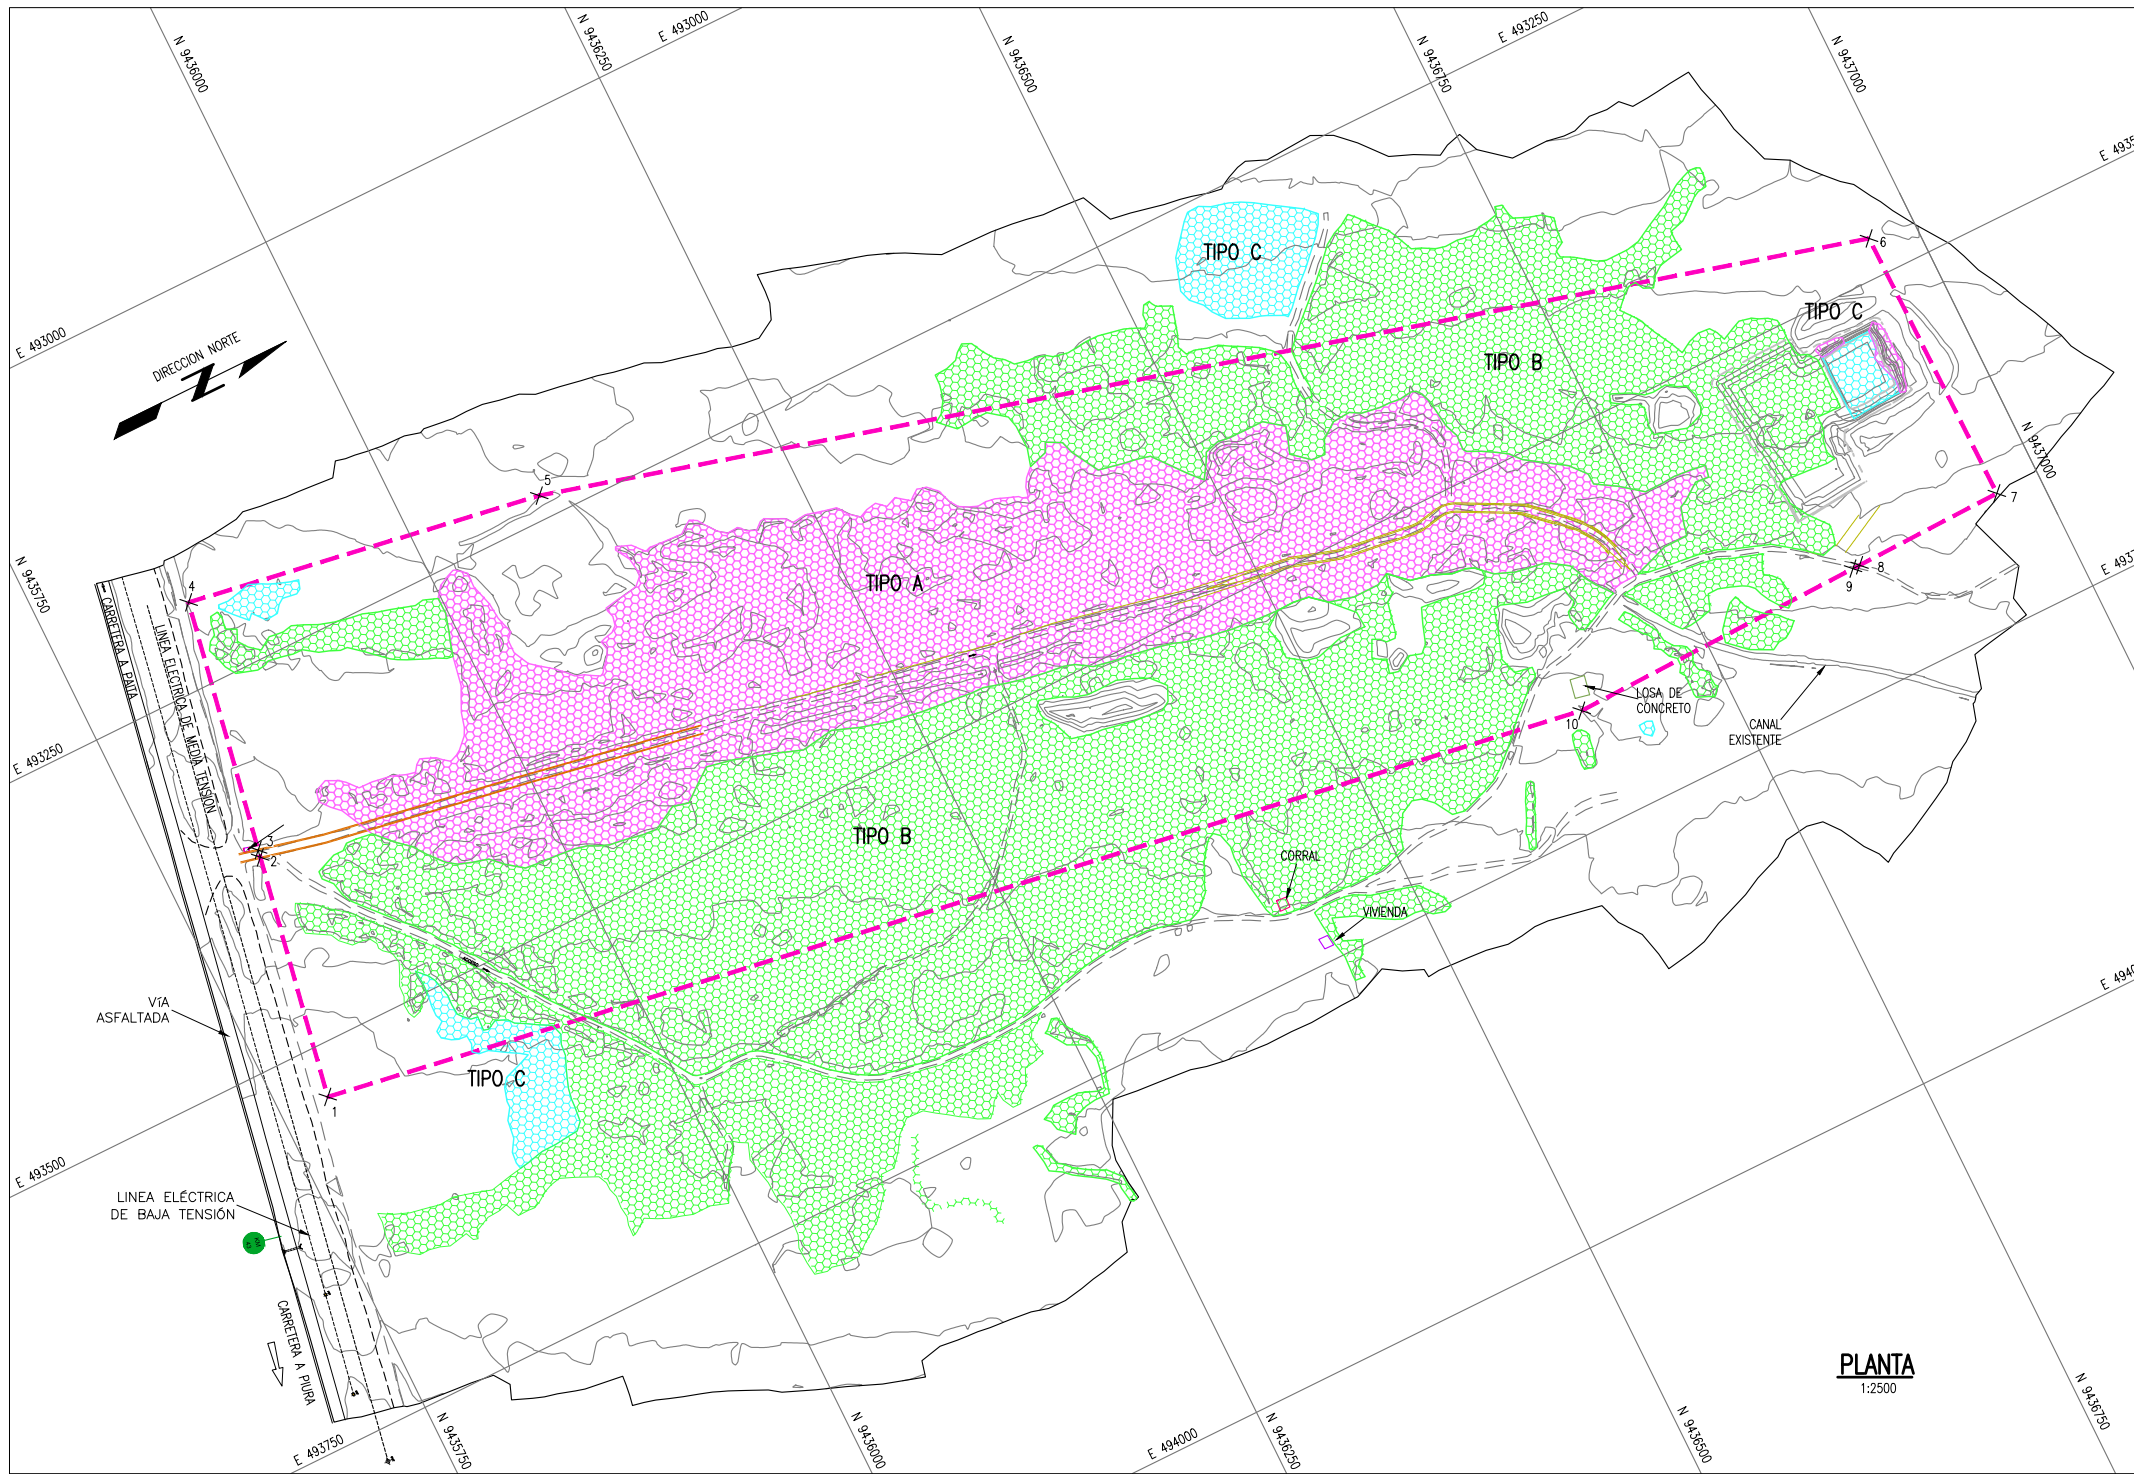 N 9436000
N 9436250
E 493000
N 9436500
N 9436750
E 493250
N 9437000
E 493000
DIRECCION NORTE
TIPO C
6
TIPO C
TIPO B
5
N 9437000
7
N 9435750
4
TIPO A
8
9
CARRETERA A PAITA
LINEA ELÉCTRICA DE MEDIA TENSIÓN
LOSA DE
CONCRETO
10
CANAL
EXISTENTE
E 493250
3
2
TIPO B
CORRAL
VIVIENDA
VíA
ASFALTADA
TIPO C
1
E 493500
LINEA ELÉCTRICA
DE BAJA TENSIÓN
CARRETERA A PIURA
PLANTA
1:2500
E 493750
N 9435750
N 9436000
E 494000
N 9436250
N 9436500
N 9436750